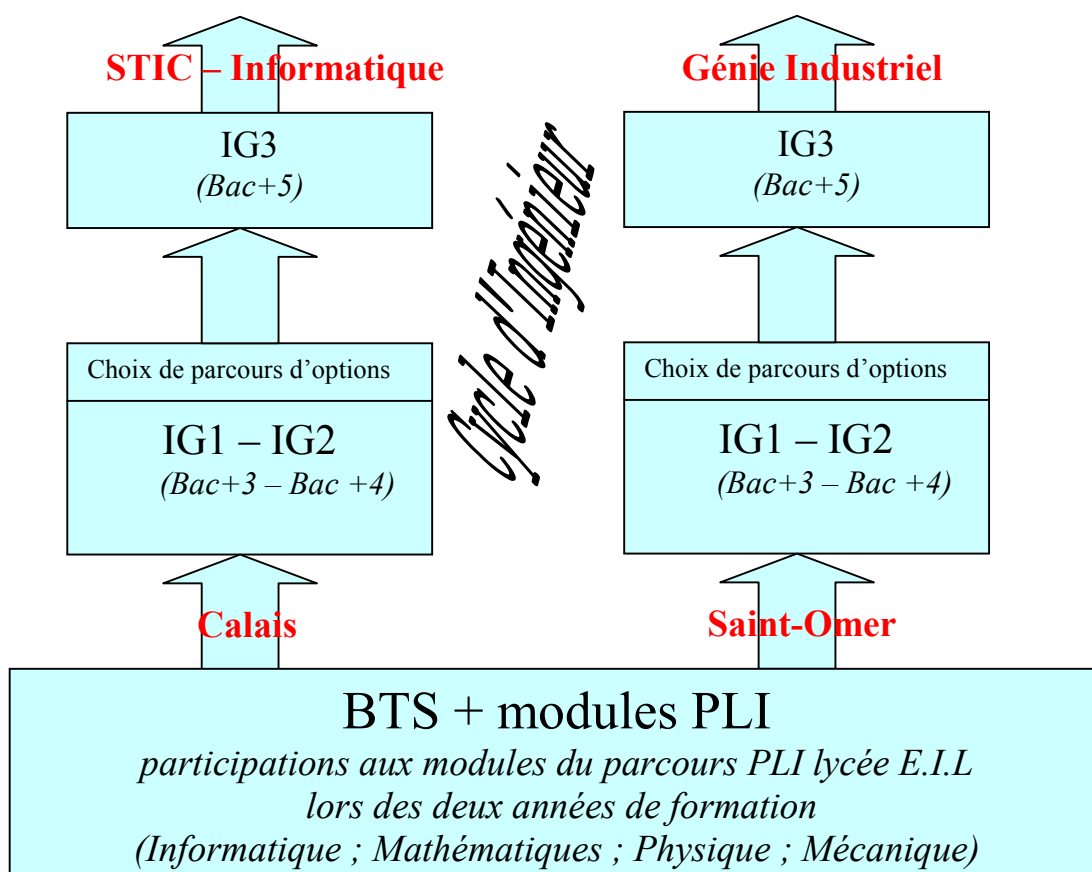 STIC – Informatique
Génie Industriel
IG3
(Bac+5)
IG3
(Bac+5)
Cycle d'Ingénieur
Choix de parcours d’options
IG1 – IG2
(Bac+3 – Bac +4)
Choix de parcours d’options
IG1 – IG2
(Bac+3 – Bac +4)
Calais
Saint-Omer
BTS + modules PLI
participations aux modules du parcours PLI lycée E.I.L
lors des deux années de formation
(Informatique ; Mathématiques ; Physique ; Mécanique)